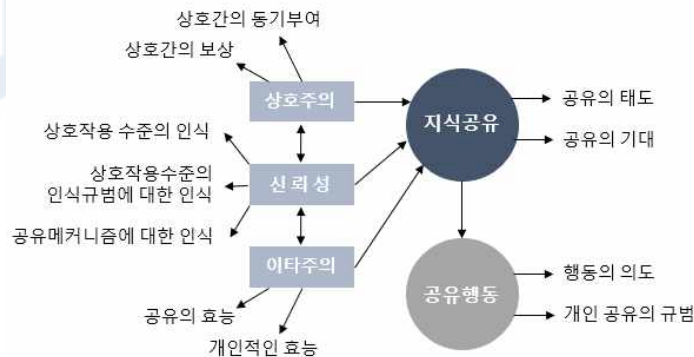 상호간의 동기부여
상호간의 보상
상호주의
지식공유
공유의 태도
공유의 기대
상호작용 수준의 인식
상호작용수준의
인식규범에 대한 인식
신 뢰 성
공유메커니즘에 대한 인식
이타주의
공유행동
행동의 의도
개인 공유의 규범
공유의 효능
개인적인 효능